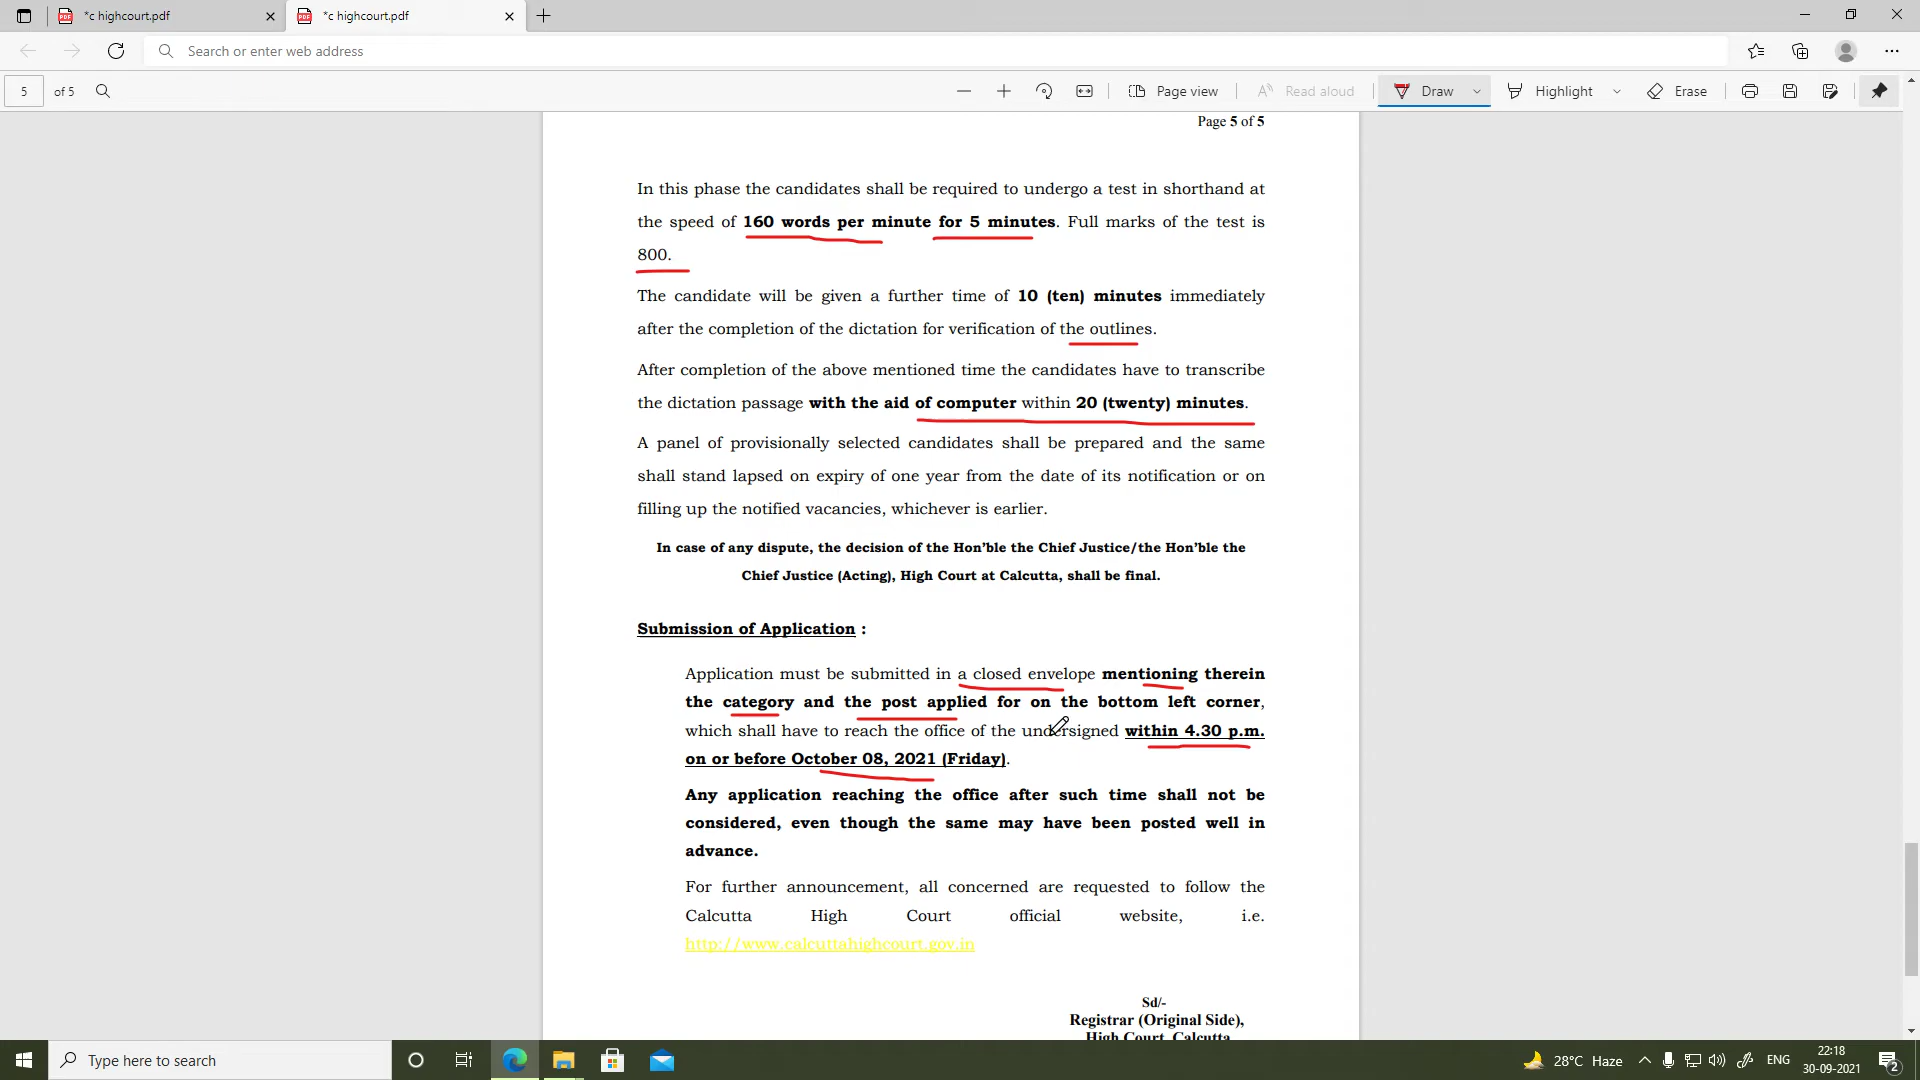 *c highcourt.pdf
*c highcourt.pdf
Search or enter web address
5 of 5
Page view
Read aloud
Draw
Highlight
Erase
Page 5 of 5
In this phase the candidates shall be required to undergo a test in shorthand at
the speed of 160 words per minute for 5 minutes. Full marks of the test is
800.
The candidate will be given a further time of 10 (ten) minutes immediately
after the completion of the dictation for verification of the outlines.
After completion of the above mentioned time the candidates have to transcribe
the dictation passage with the aid of computer within 20 (twenty) minutes.
A panel of provisionally selected candidates shall be prepared and the same
shall stand lapsed on expiry of one year from the date of its notification or on
filling up the notified vacancies, whichever is earlier.
In case of any dispute, the decision of the Hon’ble the Chief Justice/the Hon’ble the
Chief Justice (Acting), High Court at Calcutta, shall be final.
Submission of Application :
Application must be submitted in a closed envelope mentioning therein
the category and the post applied for on the bottom left corner,
which shall have to reach the office of the undersigned within 4.30 p.m.
on or before October 08, 2021 (Friday).
Any application reaching the office after such time shall not be
considered, even though the same may have been posted well in
advance.
For further announcement, all concerned are requested to follow the
Calcutta High Court official website, i.e.
http://www.calcuttahighcourt.gov.in
Sd/-
Registrar (Original Side),
High Court, Calcutta
Type here to search
28°C Haze
ENG
22:18
30-09-2021
2